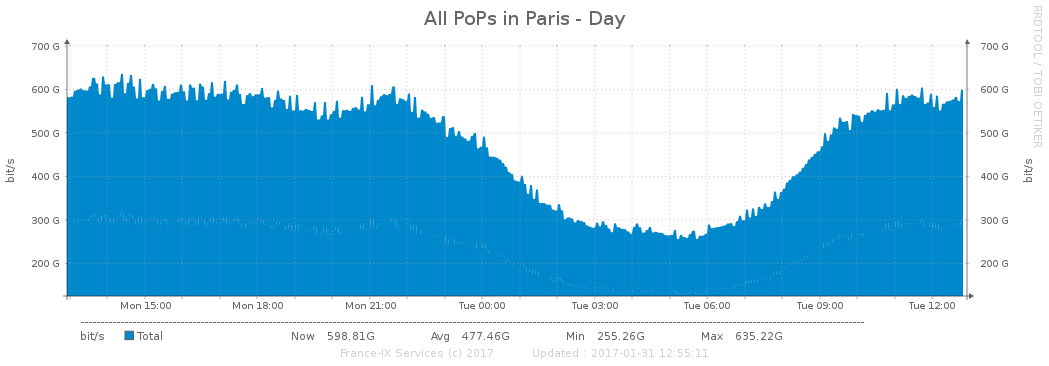 All PoPs in Paris - Day
RRDTOOL / TOBI OETIKER
700 G 700 G
600 G 600 G
500 G 500 G
400 G 400 G
300 G 300 G
200 G 200 G
bit/s bit/s
Mon 15:00 Mon 18:00 Mon 21:00 Tue 00:00 Tue 03:00 Tue 06:00 Tue 09:00 Tue 12:00
bit/s Total Now 598.81G Avg 477.46G Min 255.26G Max 635.22G
France-IX Services (c) 2017 Updated : 2017-01-31 12:55:11